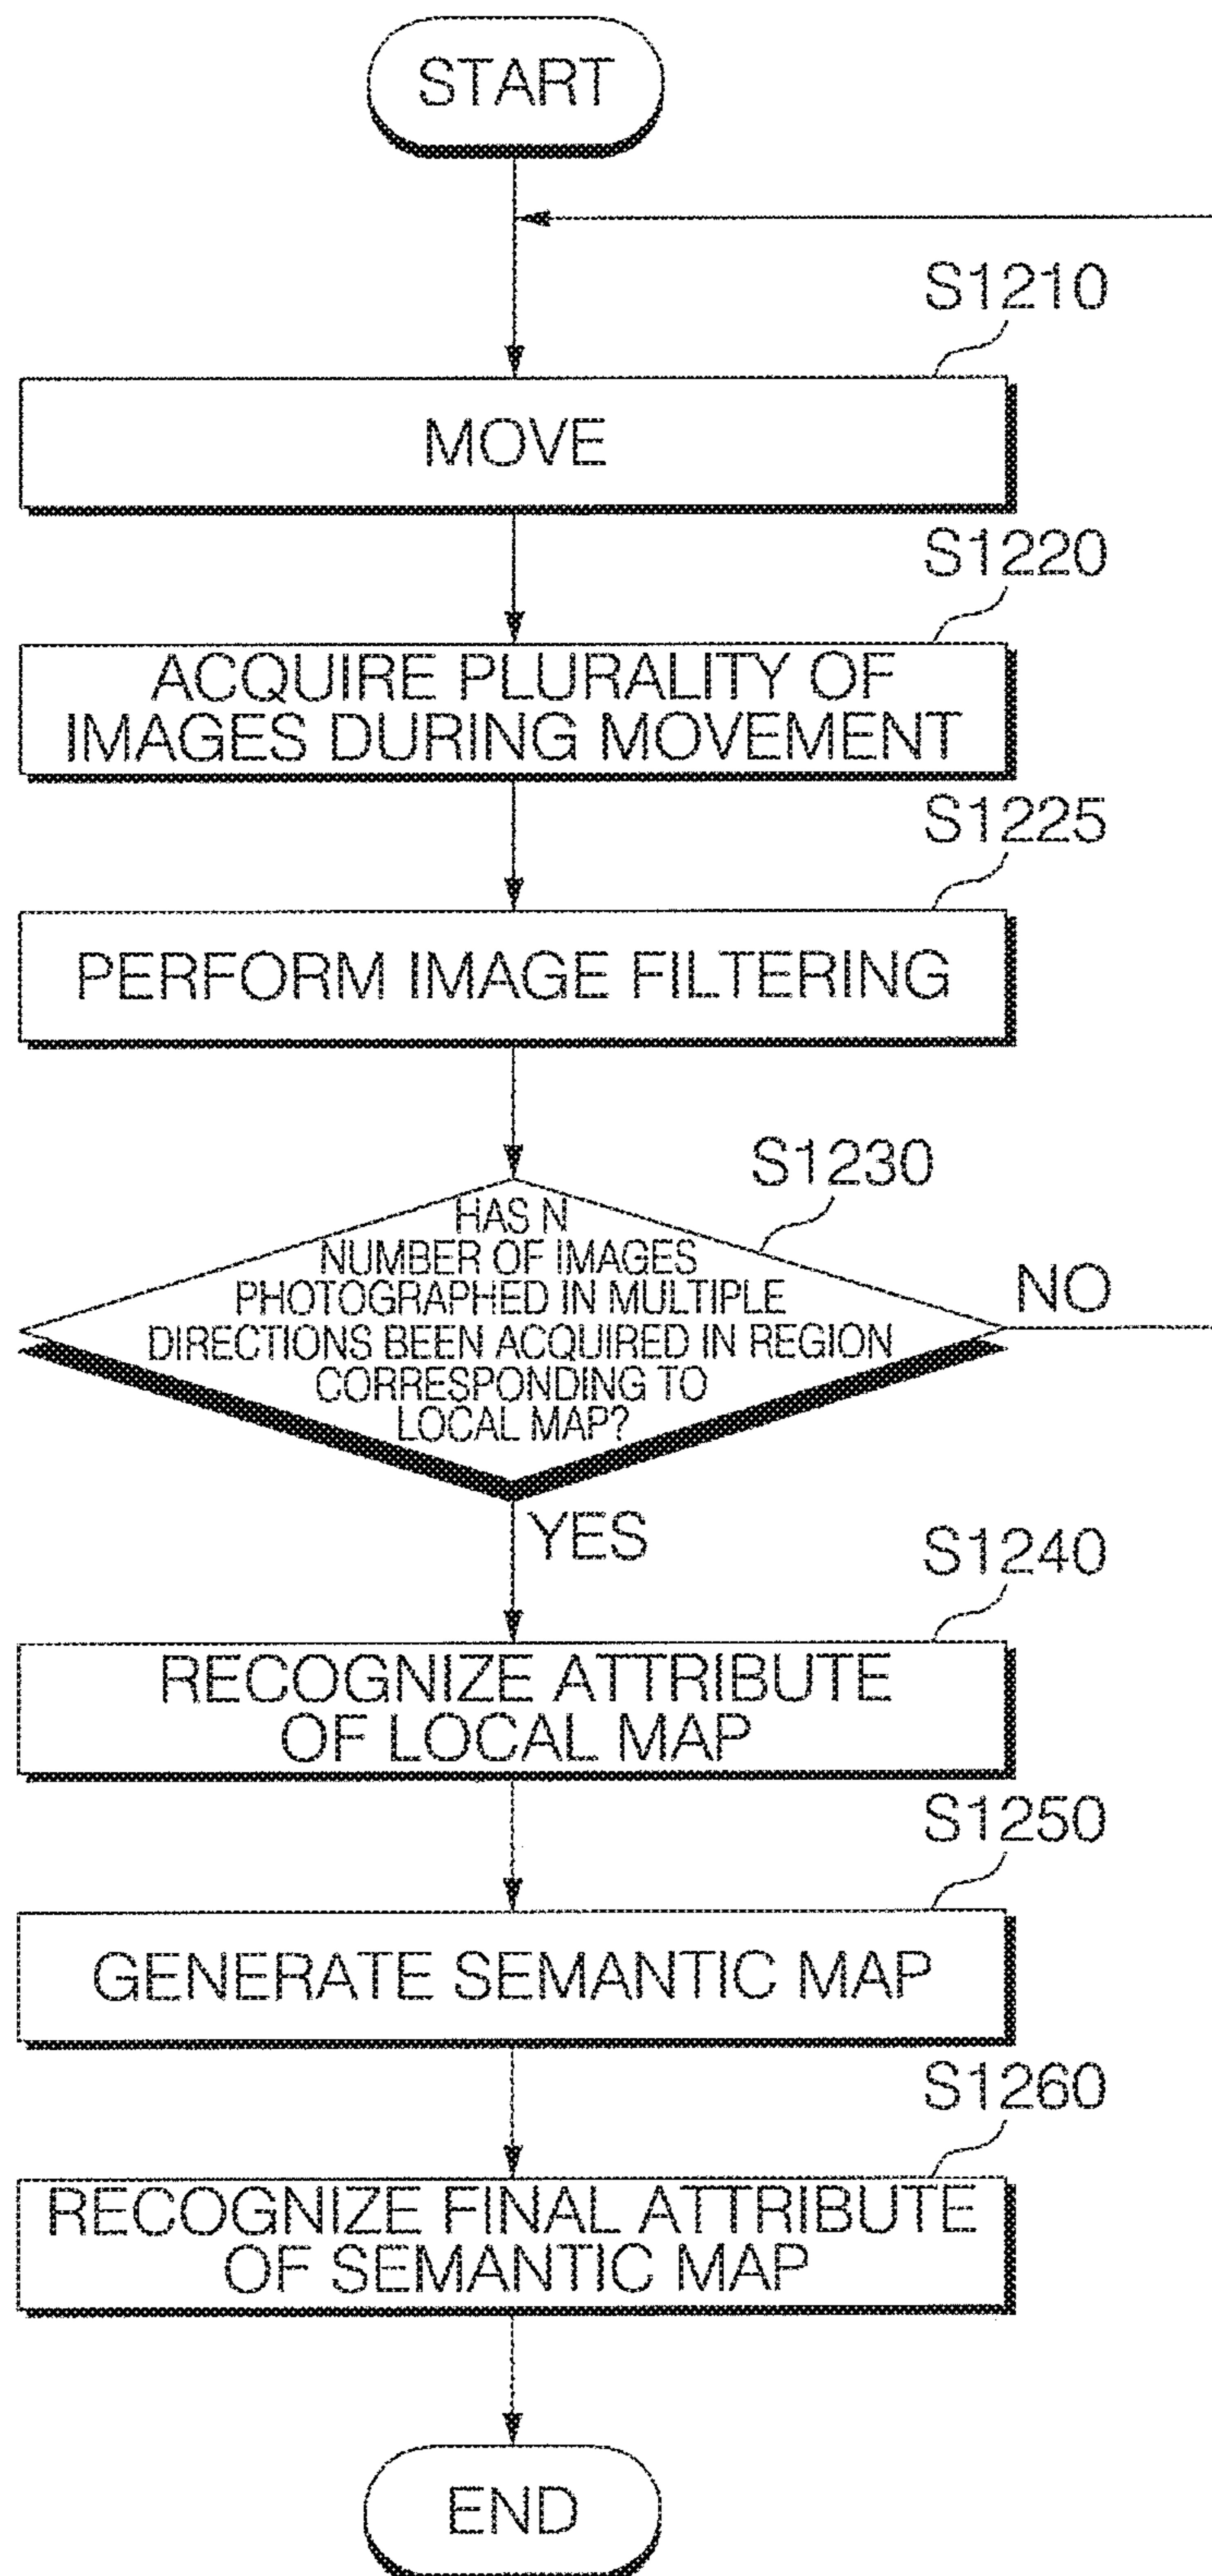 START
S1210
MOVE
S1220
ACQUIRE PLURALITY OF
IMAGES DURING MOVEMENT
S1225
PERFORM IMAGE FILTERING
S1230
HAS N
NUMBER OF IMAGES
PHOTOGRAPHED IN MULTIPLE
DIRECTIONS BEEN ACQUIRED IN REGION
CORRESPONDING TO
LOCAL MAP?
NO
YES
S1240
RECOGNIZE ATTRIBUTE
OF LOCAL MAP
S1250
GENERATE SEMANTIC MAP
S1260
RECOGNIZE FINAL ATTRIBUTE
OF SEMANTIC MAP
END